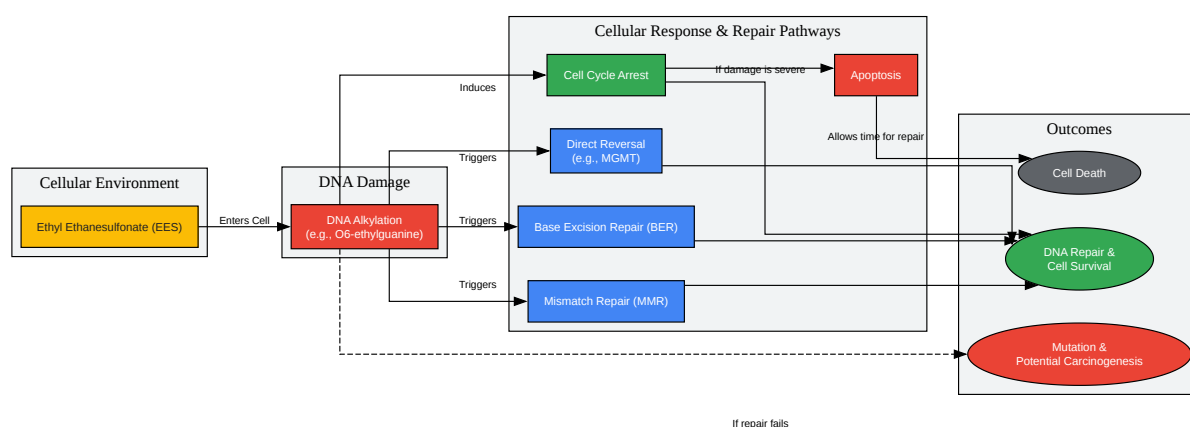 Cellular Response & Repair Pathways
Cell Cycle Arrest
If damage is severe
Apoptosis
Induces
Allows time for repair
Outcomes
Direct Reversal
(e.g., MGMT)
Triggers
Cell Death
Cellular Environment
DNA Damage
Ethyl Ethanesulfonate (EES)
Enters Cell
DNA Alkylation
(e.g., O6-ethylguanine)
Triggers
Base Excision Repair (BER)
DNA Repair &
Cell Survival
Triggers
Mismatch Repair (MMR)
Mutation &
Potential Carcinogenesis
If repair fails